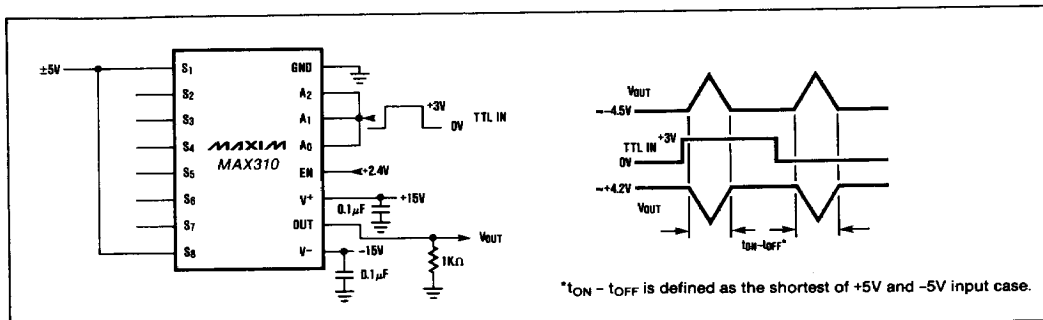 ±5V
S1
S2
S3
S4
S5
S6
S7
S8
MAXIM
MAX310
GND
A2
A1
A0
EN
V+
OUT
V-
+3V
0V
TTL IN
+2.4V
+15V
0.1µF
VOUT
-15V
0.1µF
1KΩ
VOUT
~-4.5V
+3V
TTL IN
0V
~+4.2V
VOUT
tON-tOFF*
*tON - tOFF is defined as the shortest of +5V and -5V input case.